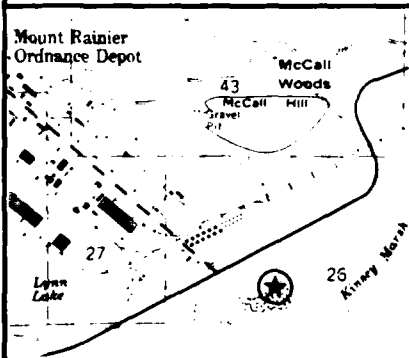 Mount Rainier
Ordnance Depot
McCall
Woods
43
McCall Hill
Gravel
Pit
27
26
Kinney Marsh
Lynn
Lake